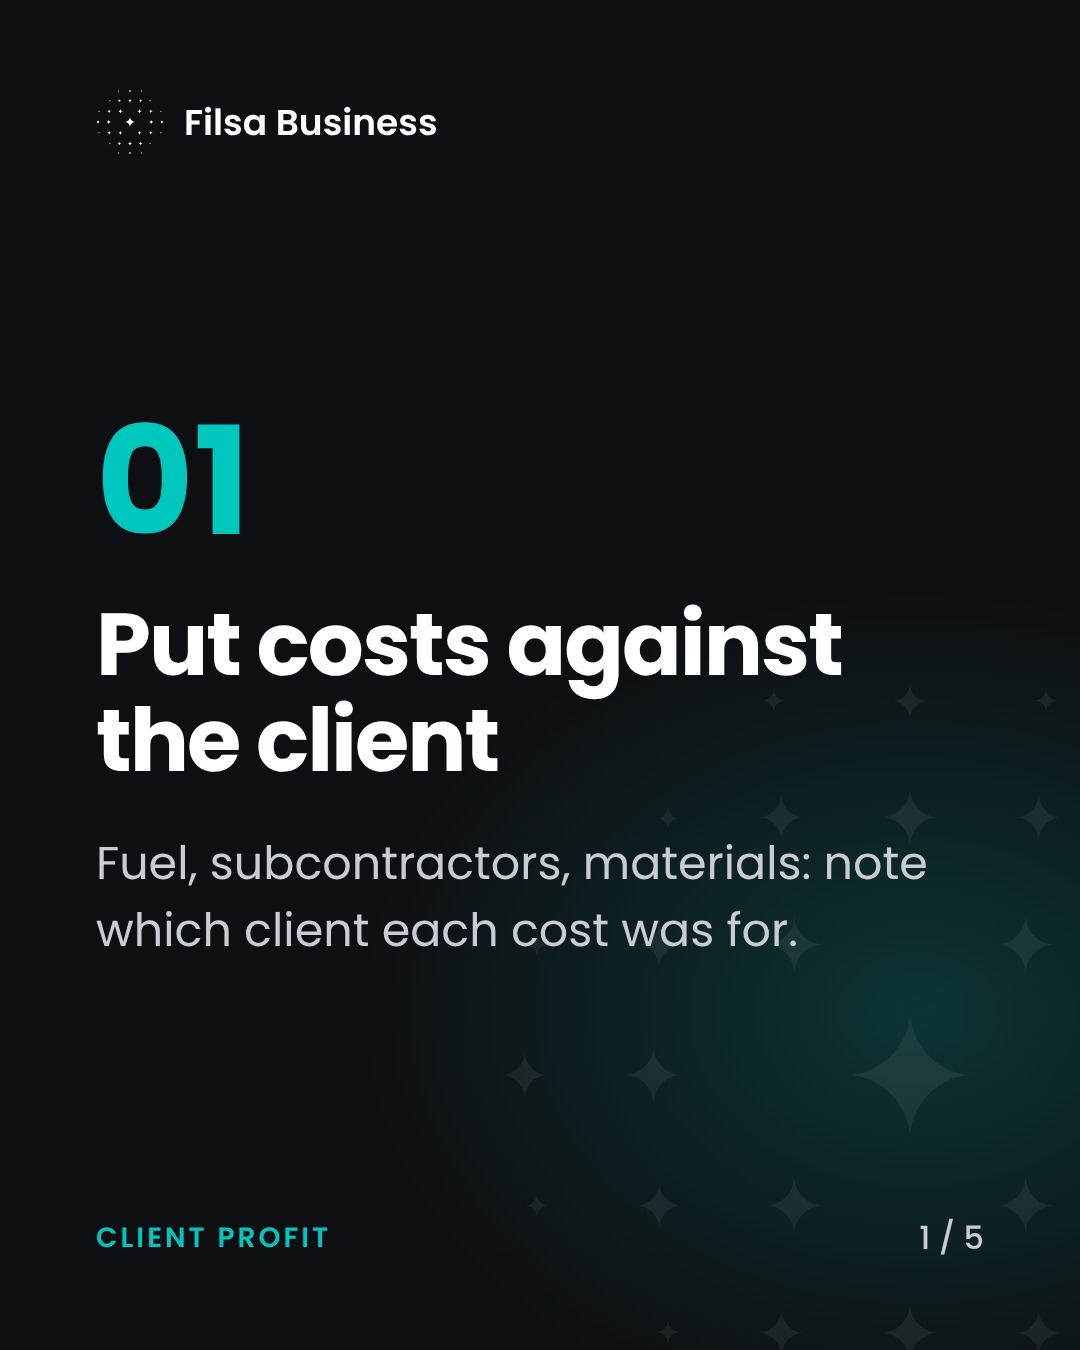 Filsa Business
01
Put costs against
the client
Fuel, subcontractors, materials: note
which client each cost was for.
CLIENT PROFIT
1 / 5